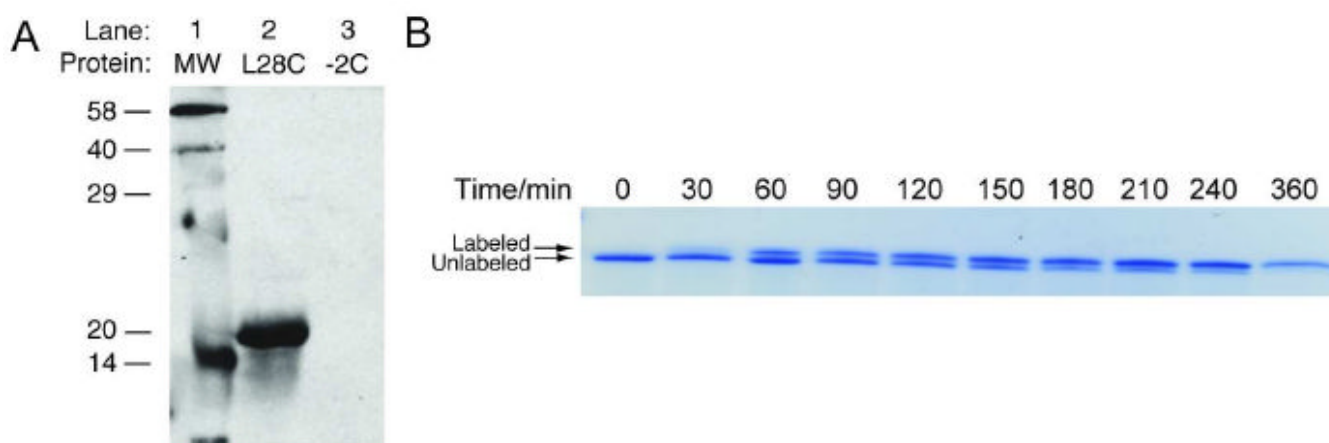 A
Lane: 1 2 3
Protein: MW L28C -2C
58
40
29
20
14
B
Time/min 0 30 60 90 120 150 180 210 240 360
Labeled
Unlabeled